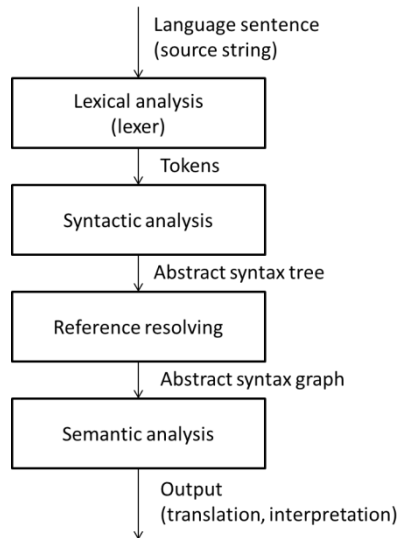 Language sentence
(source string)
Lexical analysis
(lexer)
Tokens
Syntactic analysis
Abstract syntax tree
Reference resolving
Abstract syntax graph
Semantic analysis
Output
(translation, interpretation)